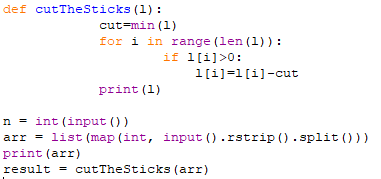 def cutTheSticks(l):
            cut=min(l)
            for i in range(len(l)):
                    if l[i]>0:
                        l[i]=l[i]-cut
            print(l)

n = int(input())
arr = list(map(int, input().rstrip().split()))
print(arr)
result = cutTheSticks(arr)